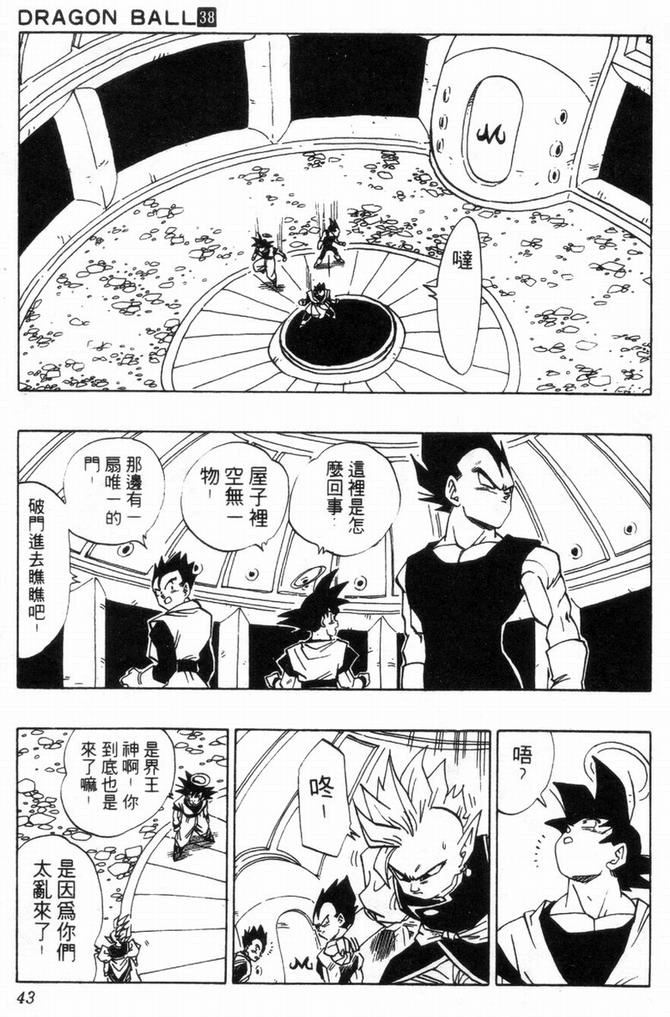 DRAGON BALL 38
噠
這裡是怎
麼回事．
屋子裡
空無一
物！
那邊有一
扇唯一的
門！
破門進去瞧瞧吧！
唔？
咚！
是界王
神啊！你
到底也是
來了嘛！
是因為你們
太亂來了！
43